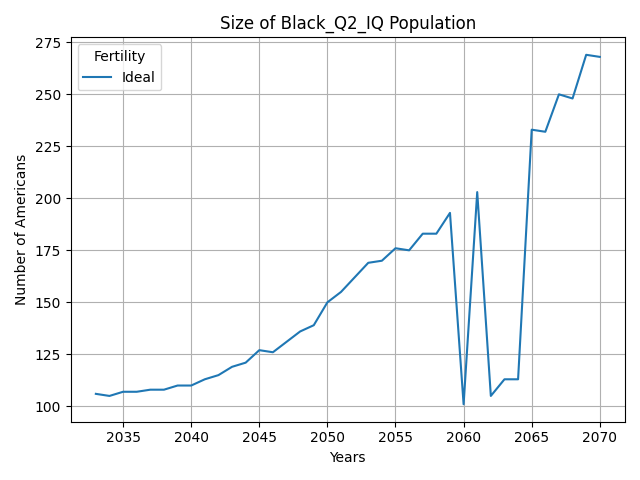 Size of Black_Q2_IQ Population
Fertility
Ideal
Number of Americans
275
250
225
200
175
150
125
100
2035 2040 2045 2050 2055 2060 2065 2070
Years